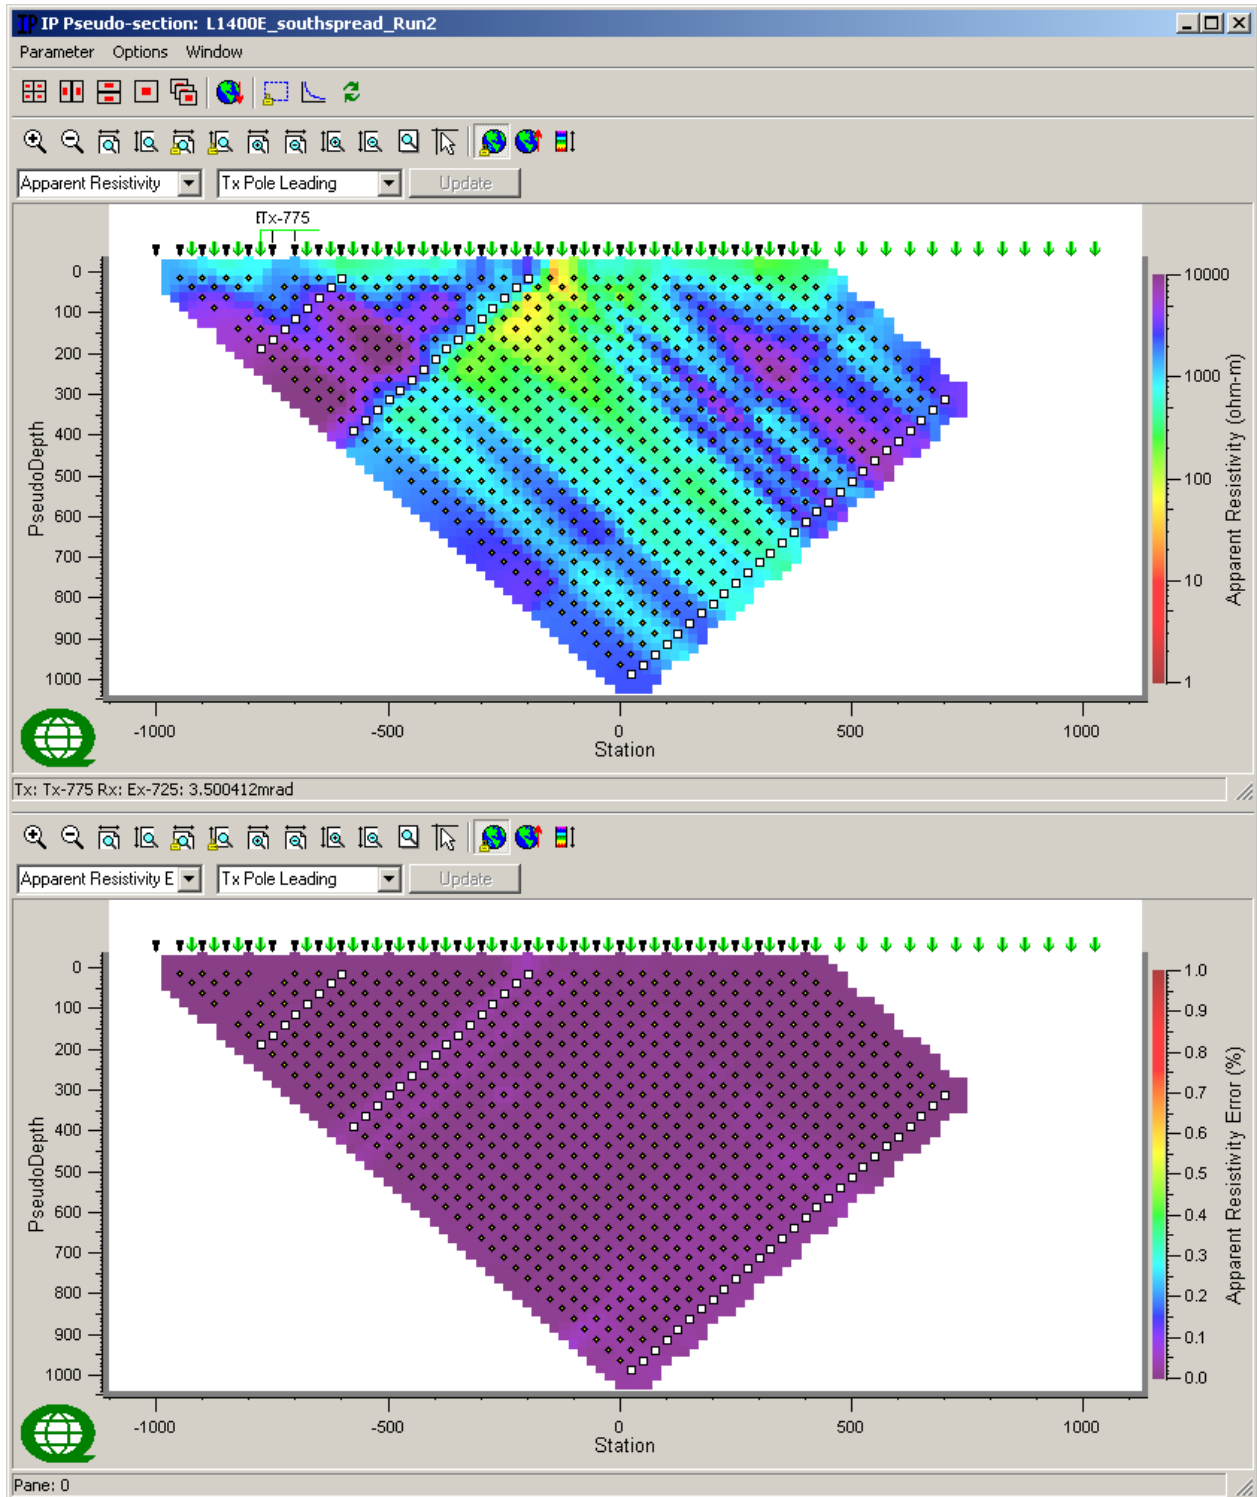 IP Pseudo-section: L1400E_southspread_Run2
Parameter Options Window
Apparent Resistivity Tx Pole Leading Update
Tx-775
0
100
200
300
400
500
600
700
800
900
1000
PseudoDepth
-1000 -500 0 500 1000
Station
10000
1000
100
10
1
Apparent Resistivity (ohm-m)
Tx: Tx-775 Rx: Ex-725: 3.500412mrad
Apparent Resistivity E Tx Pole Leading Update
0
100
200
300
400
500
600
700
800
900
1000
PseudoDepth
-1000 -500 0 500 1000
Station
1.0
0.9
0.8
0.7
0.6
0.5
0.4
0.3
0.2
0.1
0.0
Apparent Resistivity Error (%)
Pane: 0